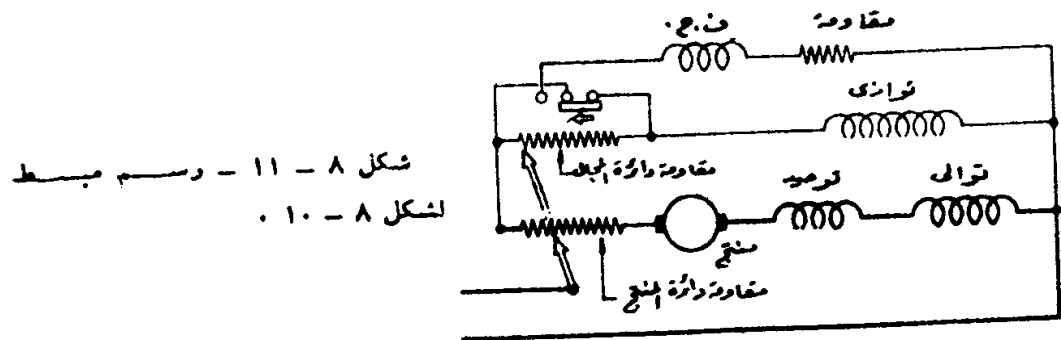 شكل ٨ – ١١ – رسم مبسط
لشكل ٨ – ١٠ .
مقاومة
ف.ج.
توازى
مقاومة دائرة المجال
توالى
توحيد
منتج
مقاومة دائرة المنتج